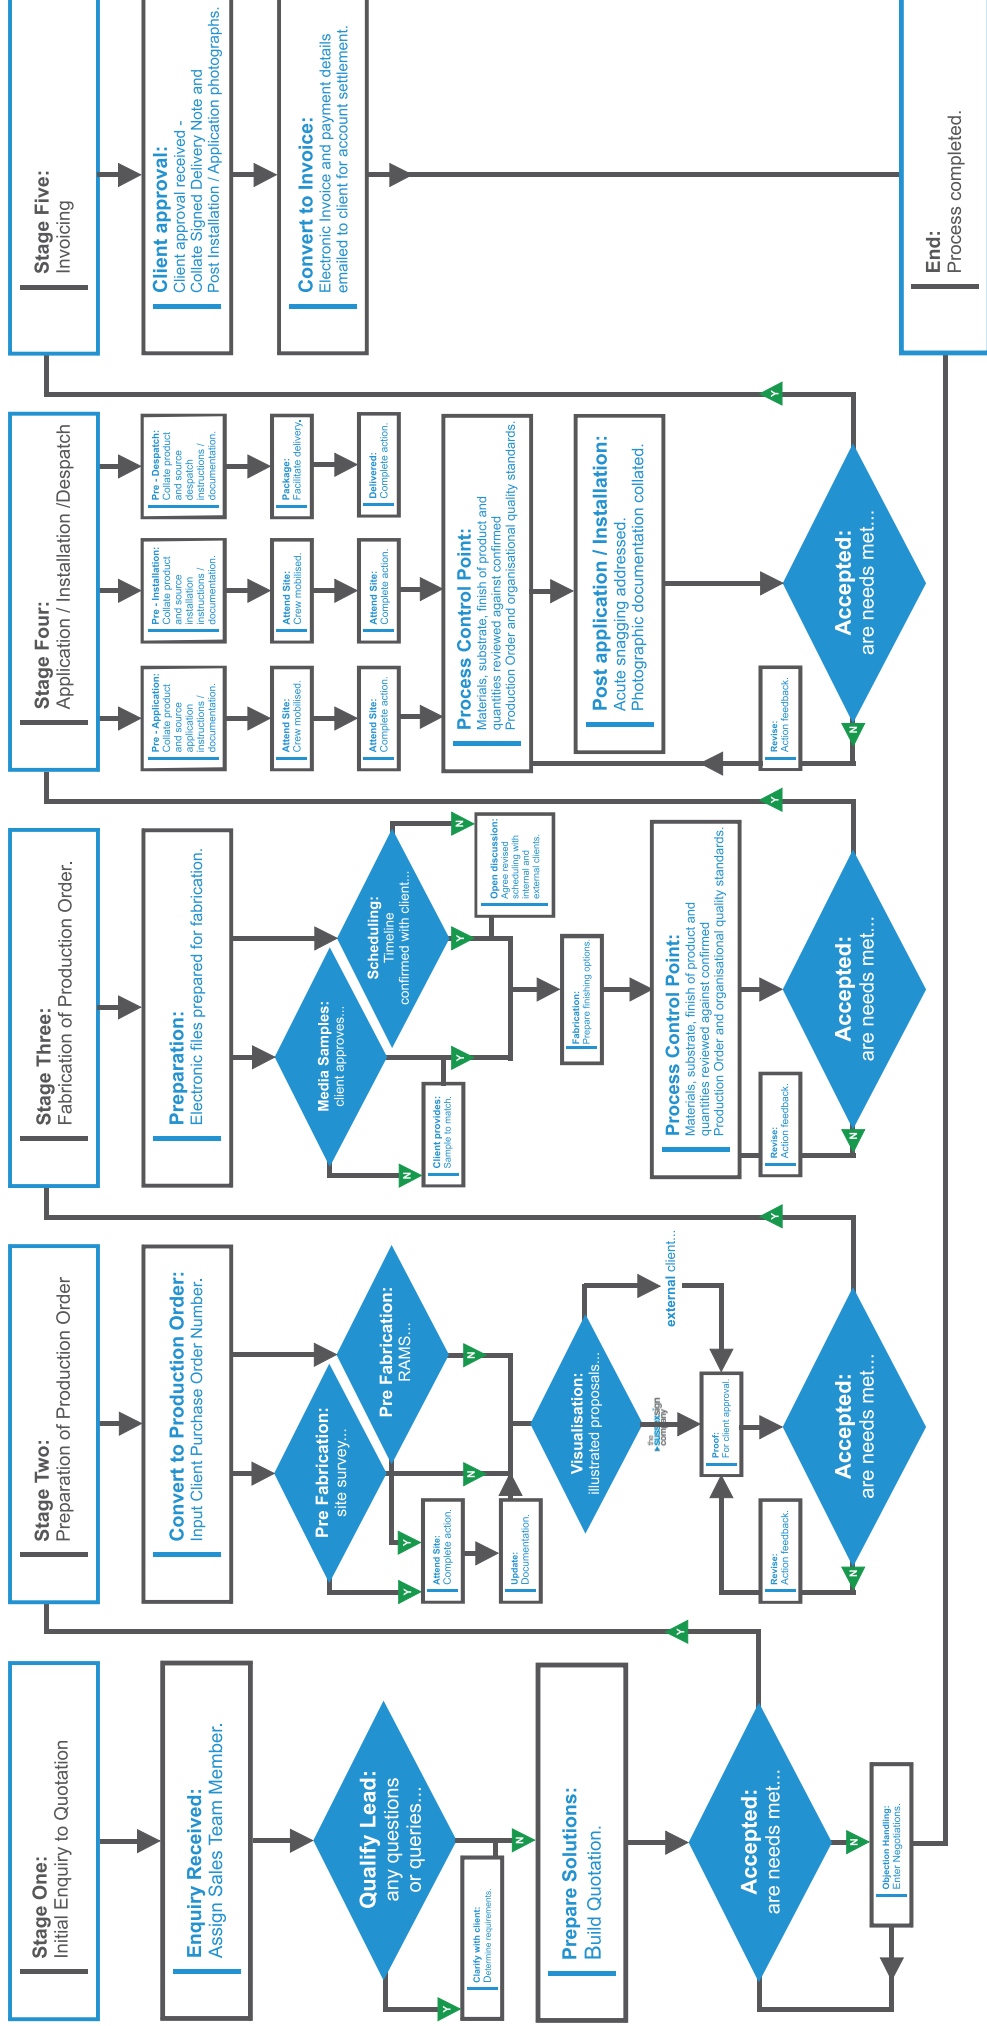 Stage One:
Initial Enquiry to Quotation
Enquiry Received:
Assign Sales Team Member.
Qualify Lead:
any questions
or queries...
Y
Clarify with client:
Determine requirements.
N
Prepare Solutions:
Build Quotation.
Accepted:
are needs met...
Y
N
Objection Handling:
Enter Negotiations.
Stage Two:
Preparation of Production Order
Convert to Production Order:
Input Client Purchase Order Number.
Pre Fabrication:
site survey...
Pre Fabrication:
RAMS...
Y
Y
N
N
Attend Site:
Complete action.
Update:
Documentation.
Visualisation:
illustrated proposals...
the
sussexsign
company
external client...
Proof:
For client approval.
Accepted:
are needs met...
Revise:
Action feedback.
N
Y
Stage Three:
Fabrication of Production Order.
Preparation:
Electronic files prepared for fabrication.
Media Samples:
client approves...
Scheduling:
Timeline
confirmed with client...
N
Y
Y
N
Client provides:
Sample to match.
Open discussion:
Agree revised
scheduling with
internal and
external clients.
Fabrication:
Prepare finishing options.
Process Control Point:
Materials, substrate, finish of product and
quantities reviewed against confirmed
Production Order and organisational quality standards.
Accepted:
are needs met...
Revise:
Action feedback.
N
Y
Stage Four:
Application / Installation /Despatch
Pre - Application:
Collate product
and source
application
instructions /
documentation.
Attend Site:
Crew mobilised.
Attend Site:
Complete action.
Pre - Installation:
Collate product
and source
installation
instructions /
documentation.
Attend Site:
Crew mobilised.
Attend Site:
Complete action.
Pre - Despatch:
Collate product
and source
despatch
instructions /
documentation.
Package:
Facilitate delivery.
Delivered:
Complete action.
Process Control Point:
Materials, substrate, finish of product and
quantities reviewed against confirmed
Production Order and organisational quality standards.
Post application / Installation:
Acute snagging addressed.
Photographic documentation collated.
Accepted:
are needs met...
Revise:
Action feedback.
N
Y
Stage Five:
Invoicing
Client approval:
Client approval received -
Collate Signed Delivery Note and
Post Installation / Application photographs.
Convert to Invoice:
Electronic Invoice and payment details
emailed to client for account settlement.
End:
Process completed.